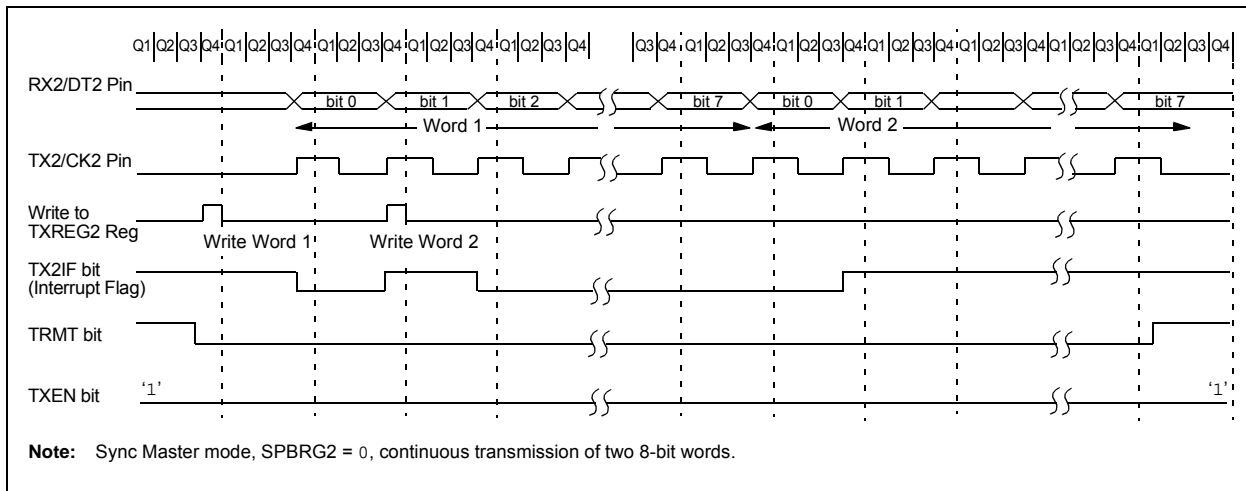 Q1 Q2 Q3 Q4 Q1 Q2 Q3 Q4 Q1 Q2 Q3 Q4 Q1 Q2 Q3 Q4 Q1 Q2 Q3 Q4 Q3 Q4 Q1 Q2 Q3 Q4 Q1 Q2 Q3 Q4 Q1 Q2 Q3 Q4 Q1 Q2 Q3 Q4 Q1 Q2 Q3 Q4 Q1 Q2 Q3 Q4
RX2/DT2 Pin
bit 0 bit 1 bit 2 bit 7 bit 0 bit 1 bit 7
Word 1 Word 2
TX2/CK2 Pin
Write to
TXREG2 Reg
Write Word 1 Write Word 2
TX2IF bit
(Interrupt Flag)
TRMT bit
TXEN bit ‘1’ ‘1’
Note: Sync Master mode, SPBRG2 = 0, continuous transmission of two 8-bit words.